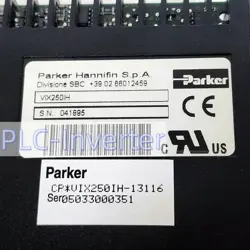 Parker Hannifin S.p.A
Divisione SBC +39.02.66012459
Parker
VIX250IH
S.N. 041895
CE
c UL US
PLC-Inverter
Parker
CP*VIX250IH-13116
Ser05033000351